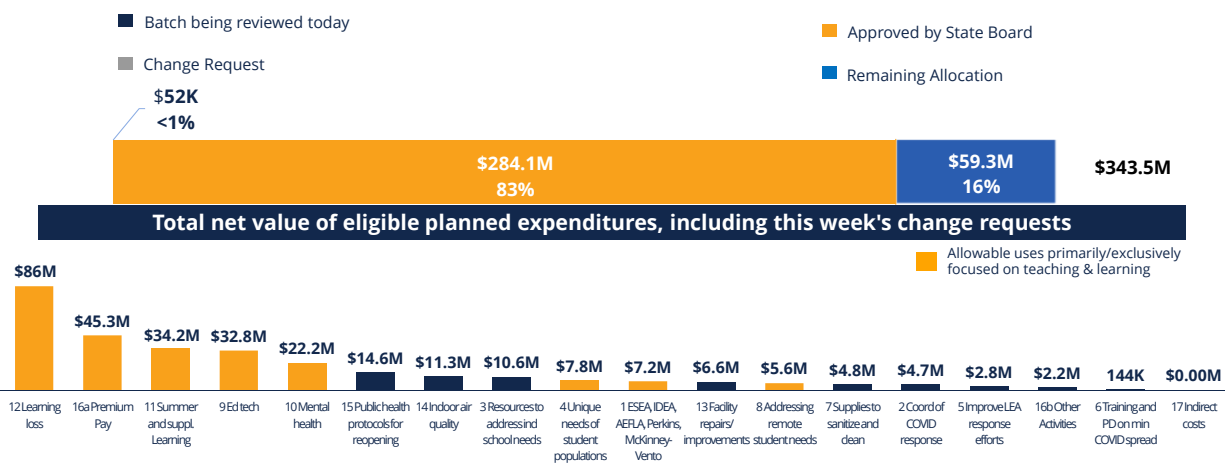 Batch being reviewed today
Change Request
Approved by State Board
Remaining Allocation
$52K
<1%
$284.1M
83%
$59.3M
16%
$343.5M
Total net value of eligible planned expenditures, including this week's change requests
Allowable uses primarily/exclusively
focused on teaching & learning
$86M
$45.3M
$34.2M
$32.8M
$22.2M
$14.6M
$11.3M
$10.6M
$7.8M
$7.2M
$6.6M
$5.6M
$4.8M
$4.7M
$2.8M
$2.2M
144K
$0.00M
12 Learning
loss
16a Premium
Pay
11 Summer
and suppl.
Learning
9 Ed tech
10 Mental
health
15 Public health
protocols for
reopening
14 Indoor air
quality
3 Resources to
address ind
school needs
4 Unique
needs of
student
populations
1 ESEA, IDEA,
AEFLA, Perkins,
McKinney-
Vento
13 Facility
repairs/
improvements
8 Addressing
remote
student needs
7 Supplies to
sanitize and
clean
2 Coord of
COVID
response
5 Improve LEA
response
efforts
16b Other
Activities
6 Training and
PD on min
COVID spread
17 Indirect
costs